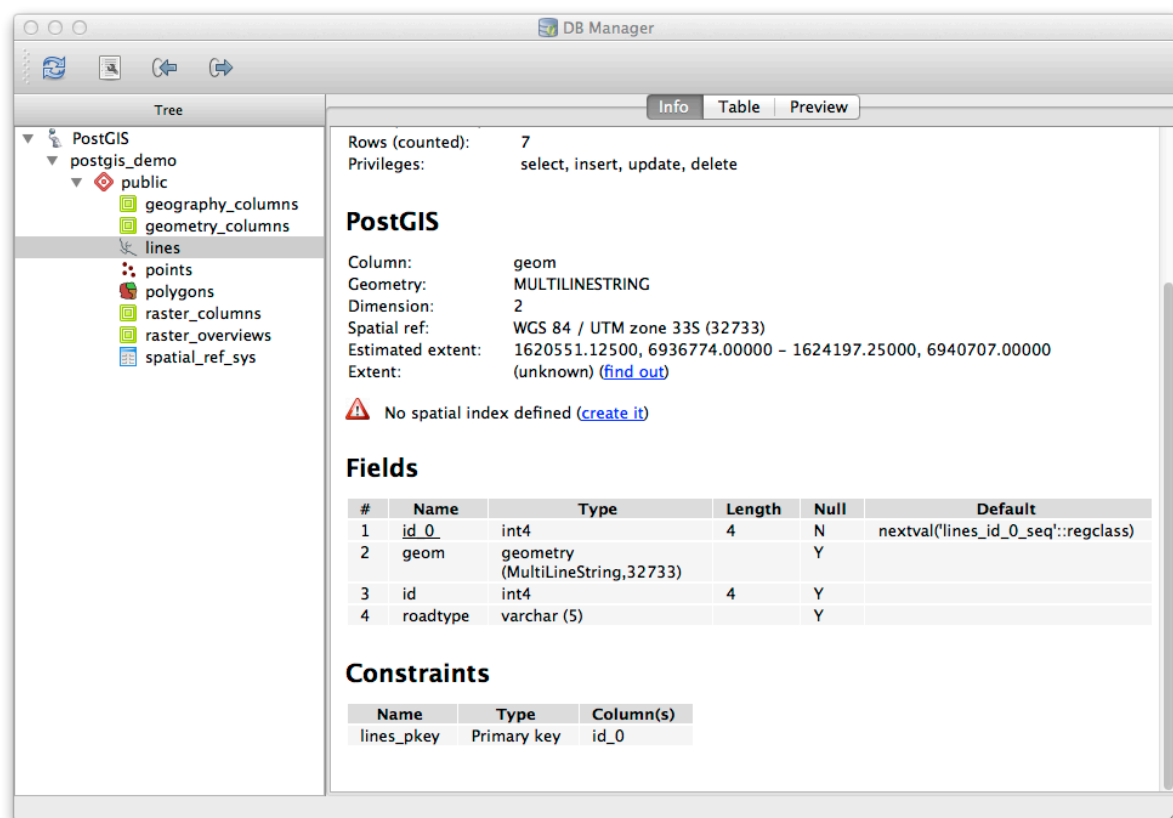 DB Manager
Tree
Info Table Preview
PostGIS
postgis_demo
public
geography_columns
geometry_columns
lines
points
polygons
raster_columns
raster_overviews
spatial_ref_sys
Rows (counted): 7
Privileges: select, insert, update, delete
PostGIS
Column: geom
Geometry: MULTILINESTRING
Dimension: 2
Spatial ref: WGS 84 / UTM zone 33S (32733)
Estimated extent: 1620551.12500, 6936774.00000 - 1624197.25000, 6940707.00000
Extent: (unknown) (find out)
No spatial index defined (create it)
Fields
# Name Type Length Null Default
1 id_0 int4 4 N nextval('lines_id_0_seq'::regclass)
2 geom geometry Y
(MultiLineString,32733)
3 id int4 4 Y
4 roadtype varchar (5) Y
Constraints
Name Type Column(s)
lines_pkey Primary key id_0